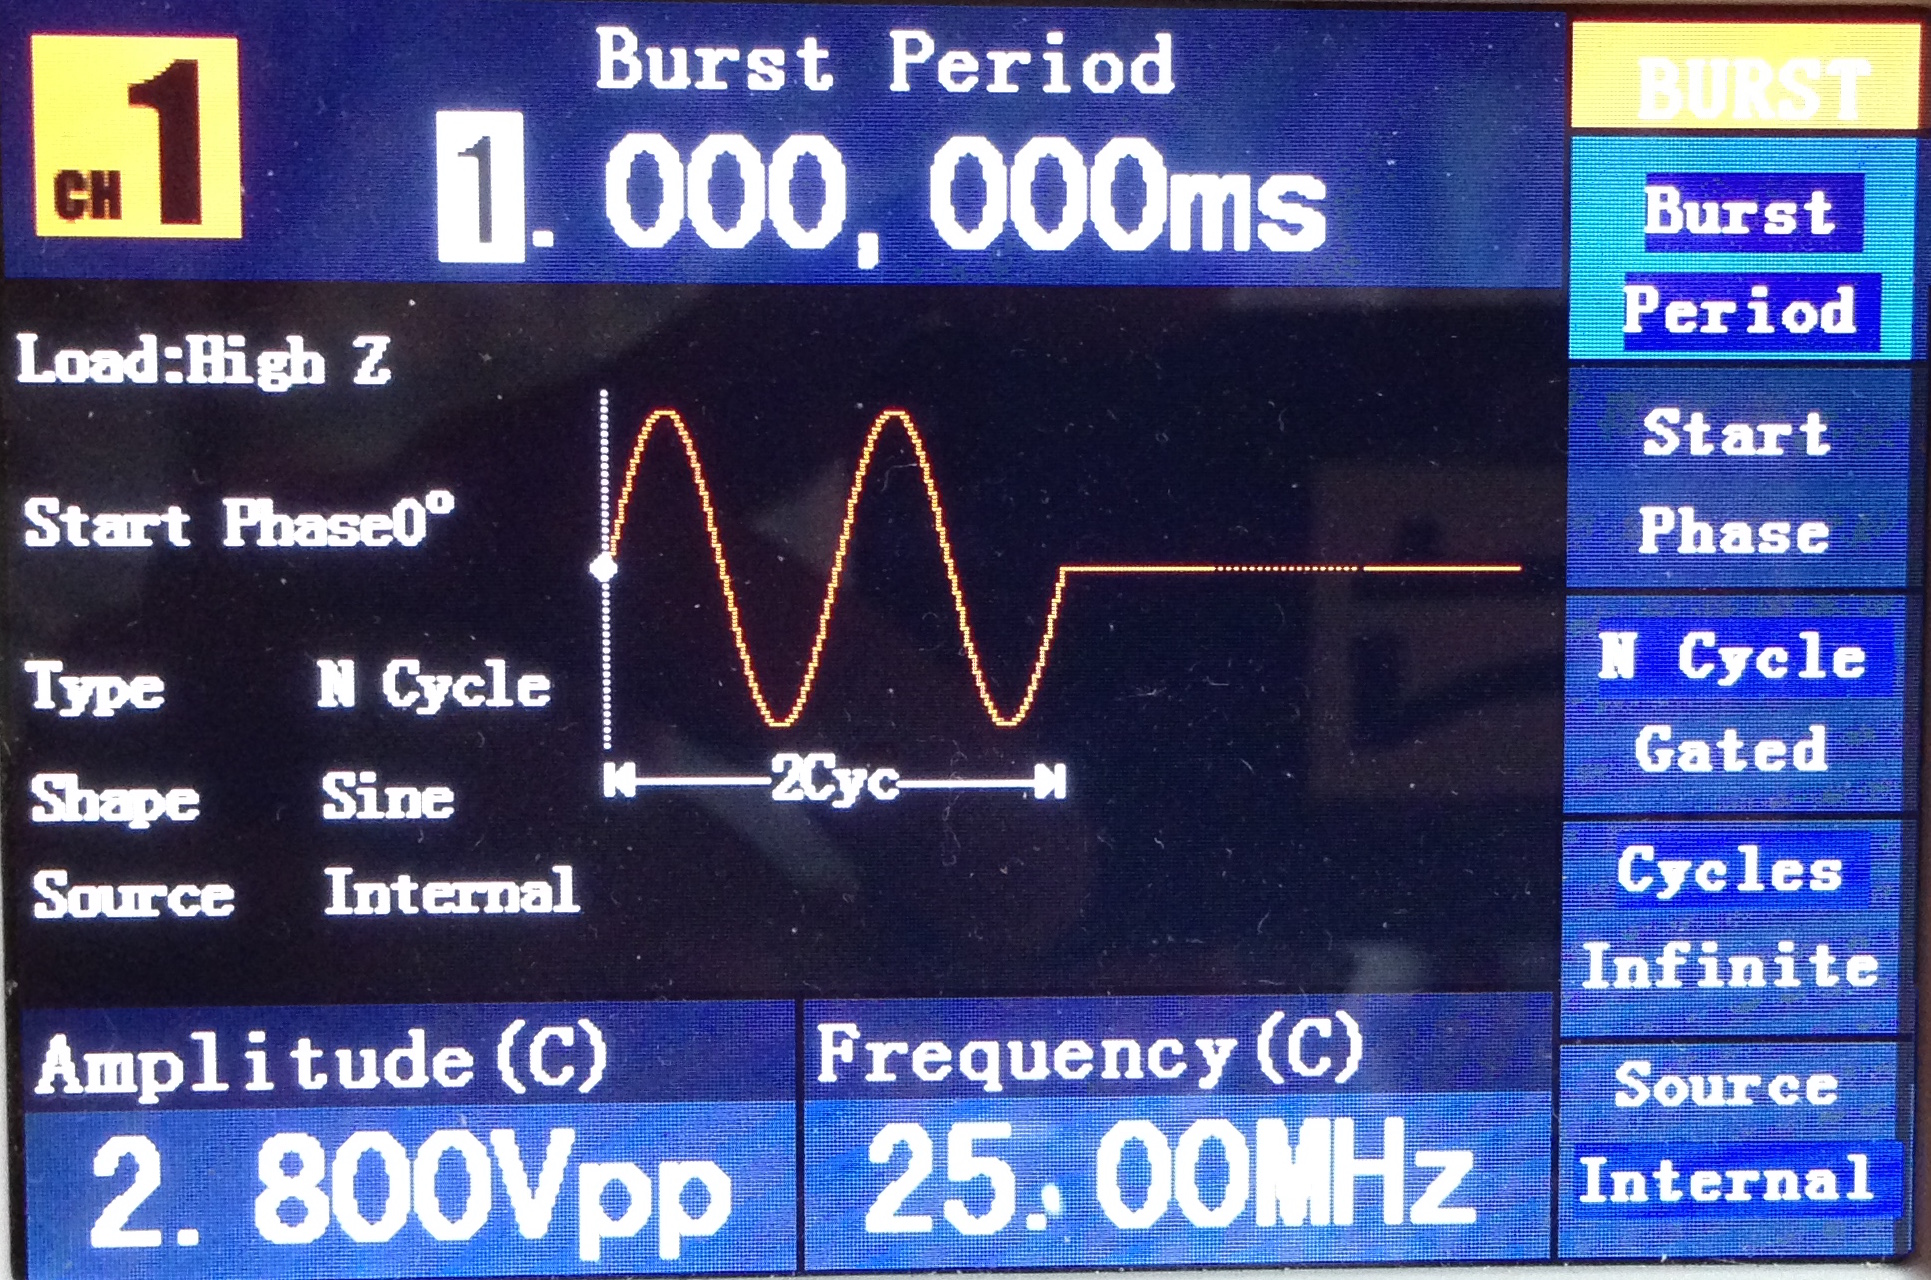 CH 1
Burst Period
1.000,000ms
Load:High Z
Start Phase0°
Type N Cycle
Shape Sine
Source Internal
2Cyc
Amplitude(C)
2.800Vpp
Frequency(C)
25.00MHz
BURST
Burst
Period
Start
Phase
N Cycle
Gated
Cycles
Infinite
Source
Internal